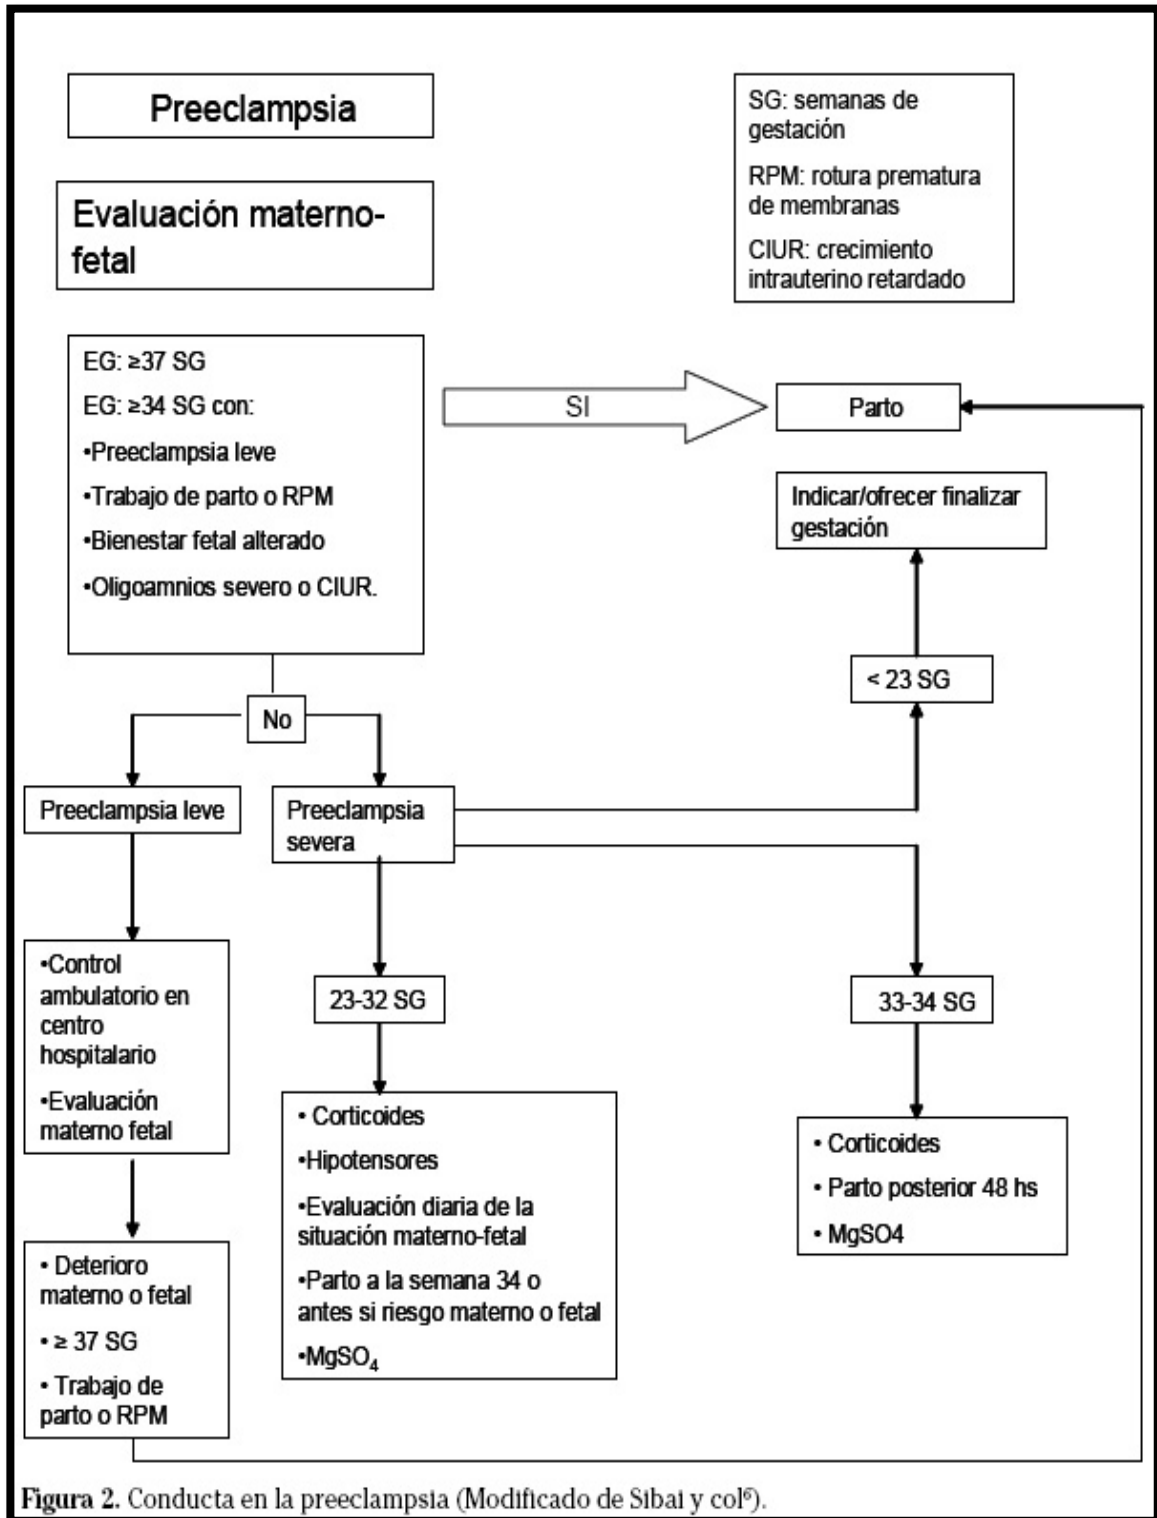 Preeclampsia
Evaluación materno-
fetal
SG: semanas de
gestación
RPM: rotura prematura
de membranas
CIUR: crecimiento
intrauterino retardado
EG: ≥37 SG
EG: ≥34 SG con:
•Preeclampsia leve
•Trabajo de parto o RPM
•Bienestar fetal alterado
•Oligoamnios severo o CIUR.
SI
Parto
Indicar/ofrecer finalizar
gestación
< 23 SG
No
Preeclampsia leve
Preeclampsia
severa
•Control
ambulatorio en
centro
hospitalario
•Evaluación
materno fetal
23-32 SG
33-34 SG
• Corticoides
•Hipotensores
•Evaluación diaria de la
situación materno-fetal
•Parto a la semana 34 o
antes si riesgo materno o fetal
•MgSO₄
• Corticoides
• Parto posterior 48 hs
• MgSO4
• Deterioro
materno o fetal
• ≥ 37 SG
• Trabajo de
parto o RPM
Figura 2. Conducta en la preeclampsia (Modificado de Sibai y col⁶).